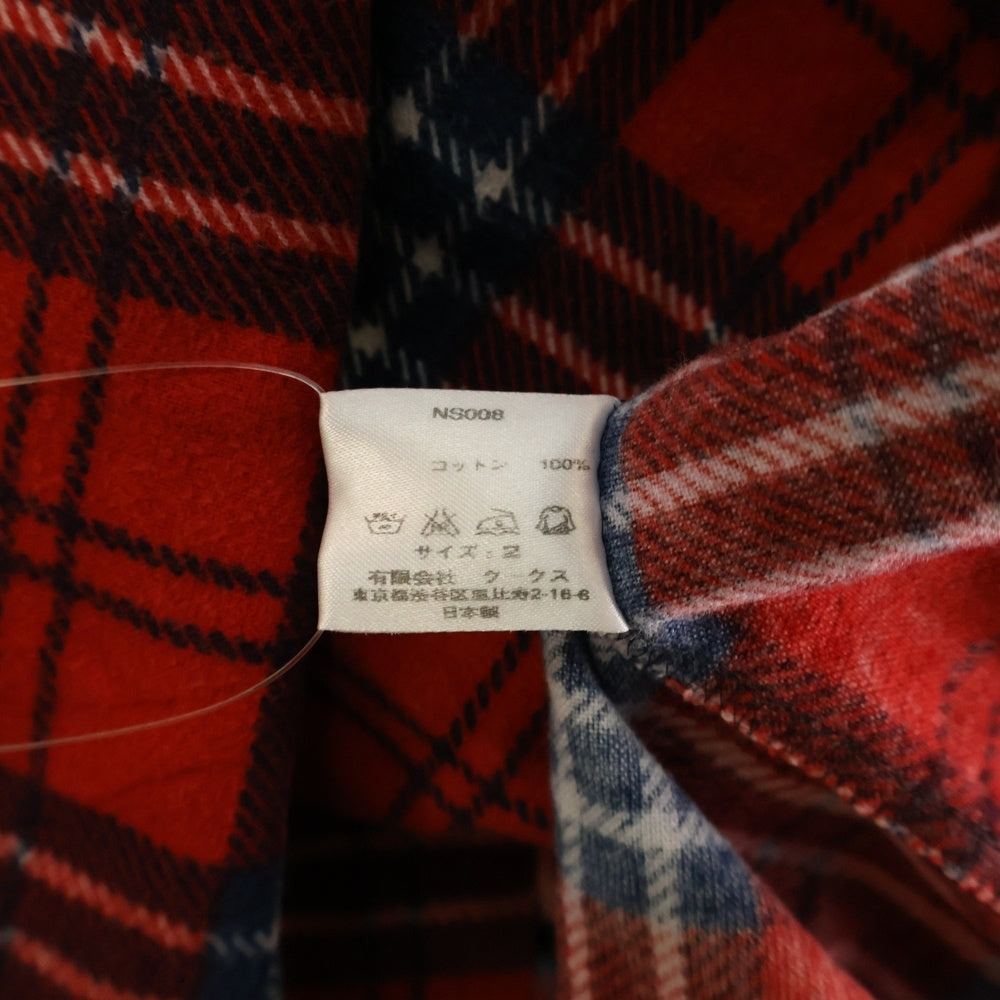 NS008
コットン 100%
サイズ：2
有限会社 クークス
東京都渋谷区恵比寿2-16-6
日本製